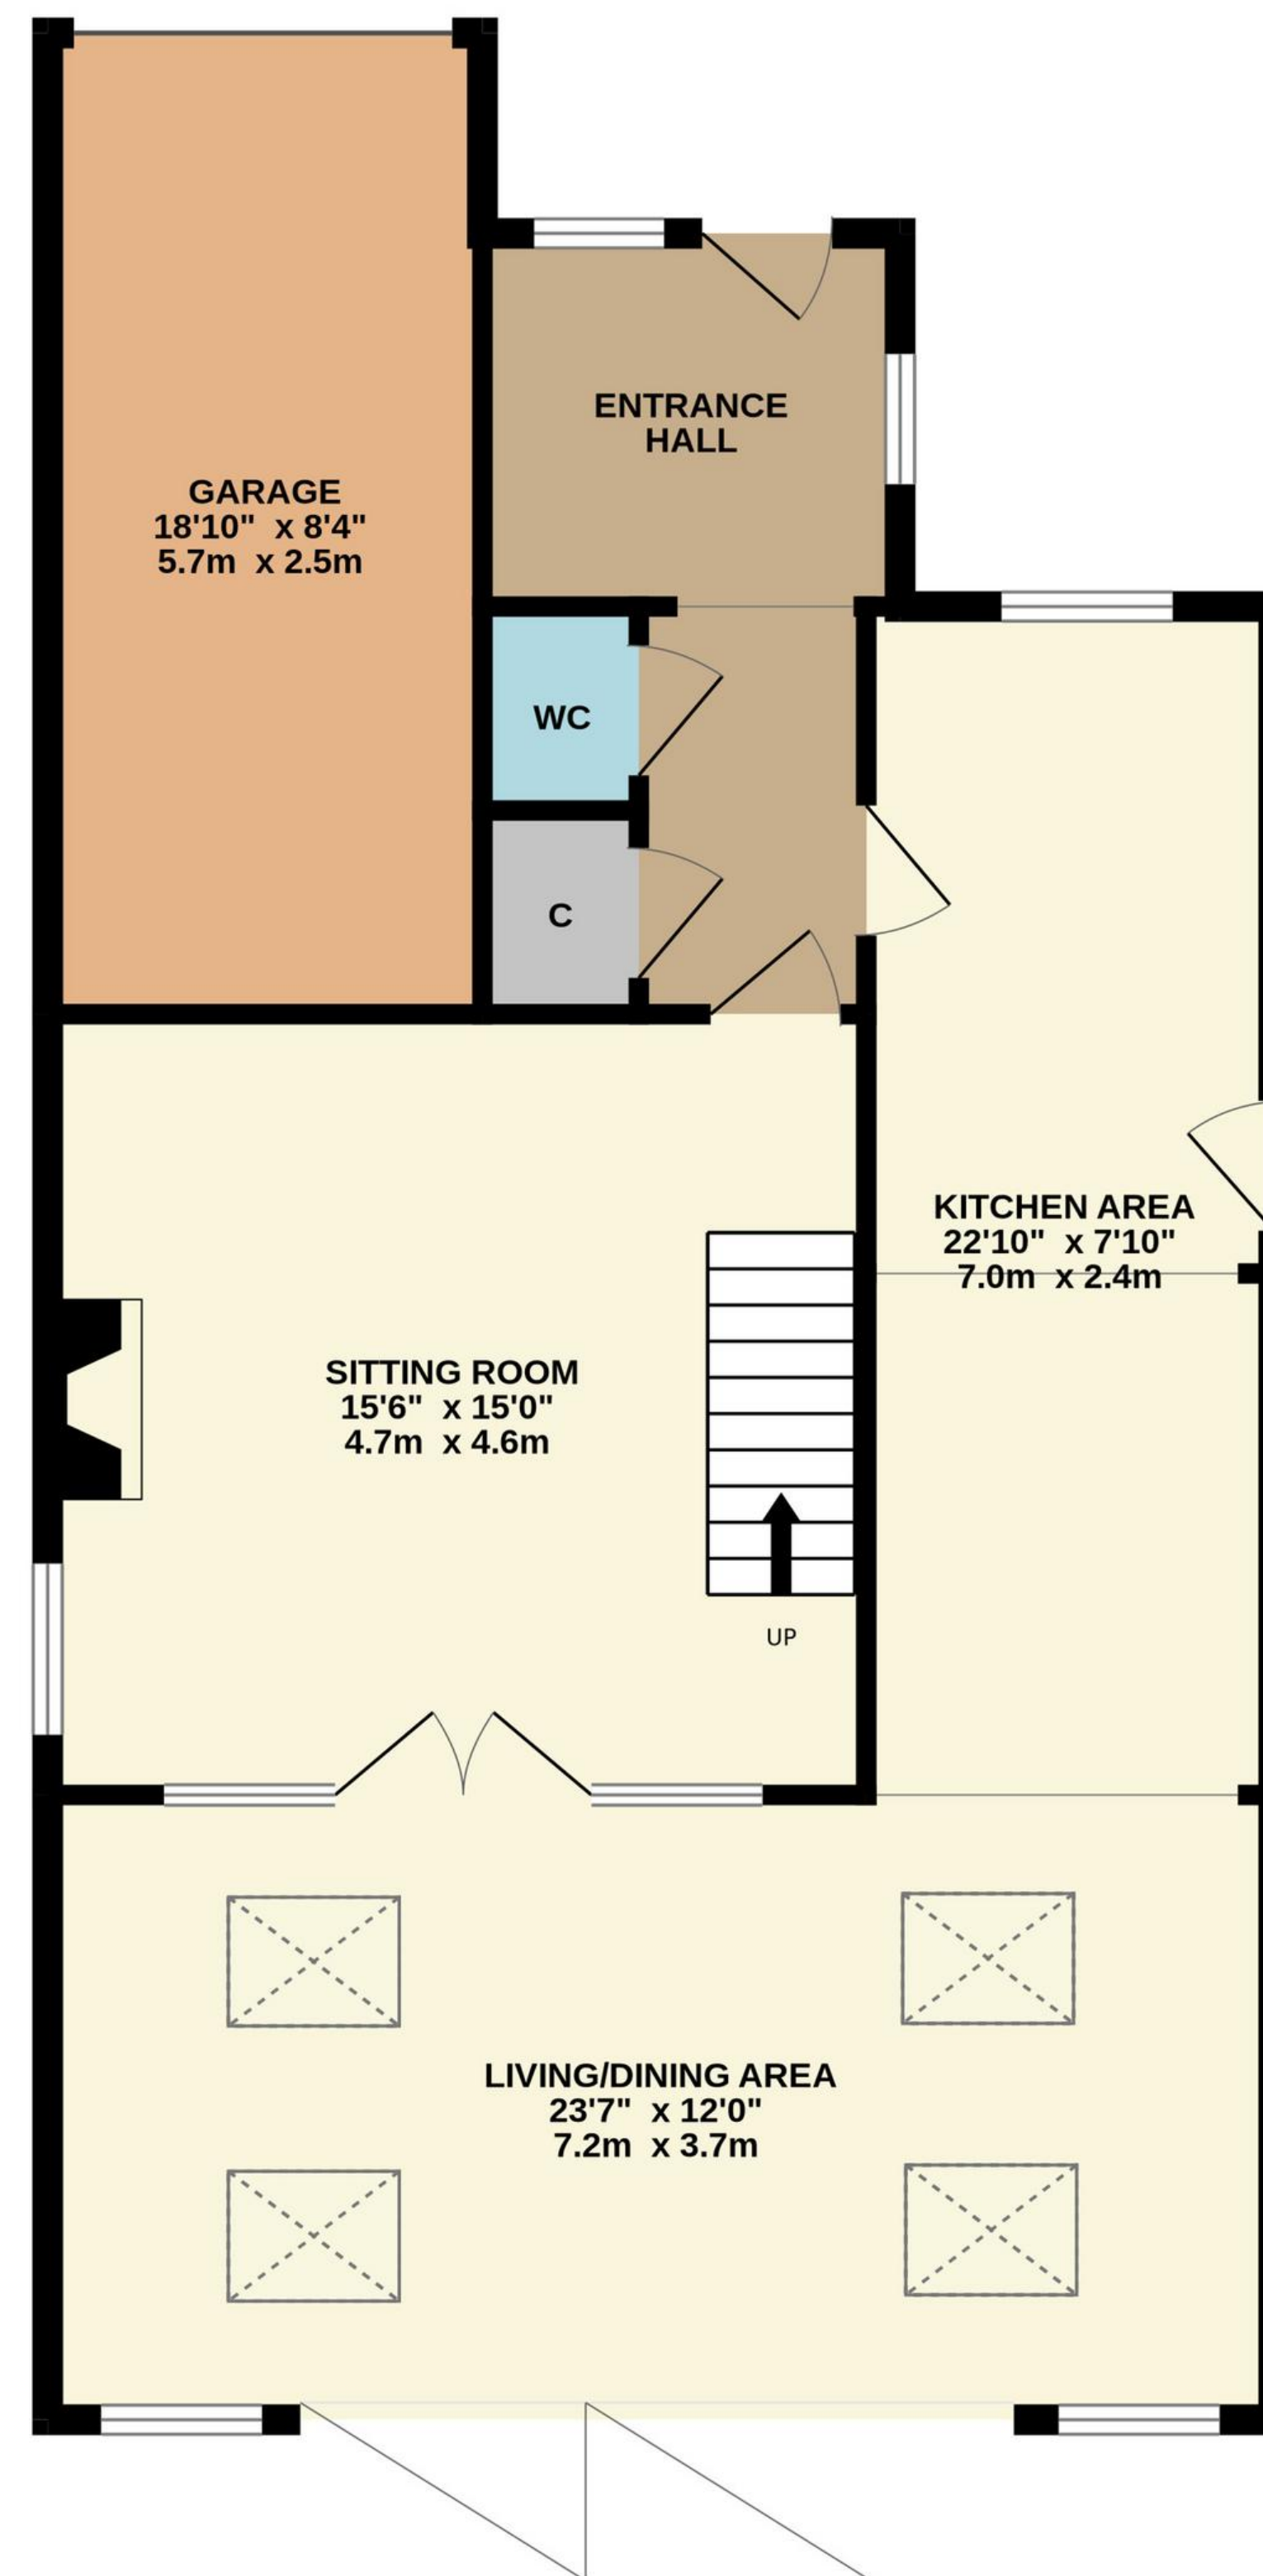 GARAGE
18'10" x 8'4"
5.7m x 2.5m
ENTRANCE
HALL
WC
C
KITCHEN AREA
22'10" x 7'10"
7.0m x 2.4m
SITTING ROOM
15'6" x 15'0"
4.7m x 4.6m
UP
LIVING/DINING AREA
23'7" x 12'0"
7.2m x 3.7m